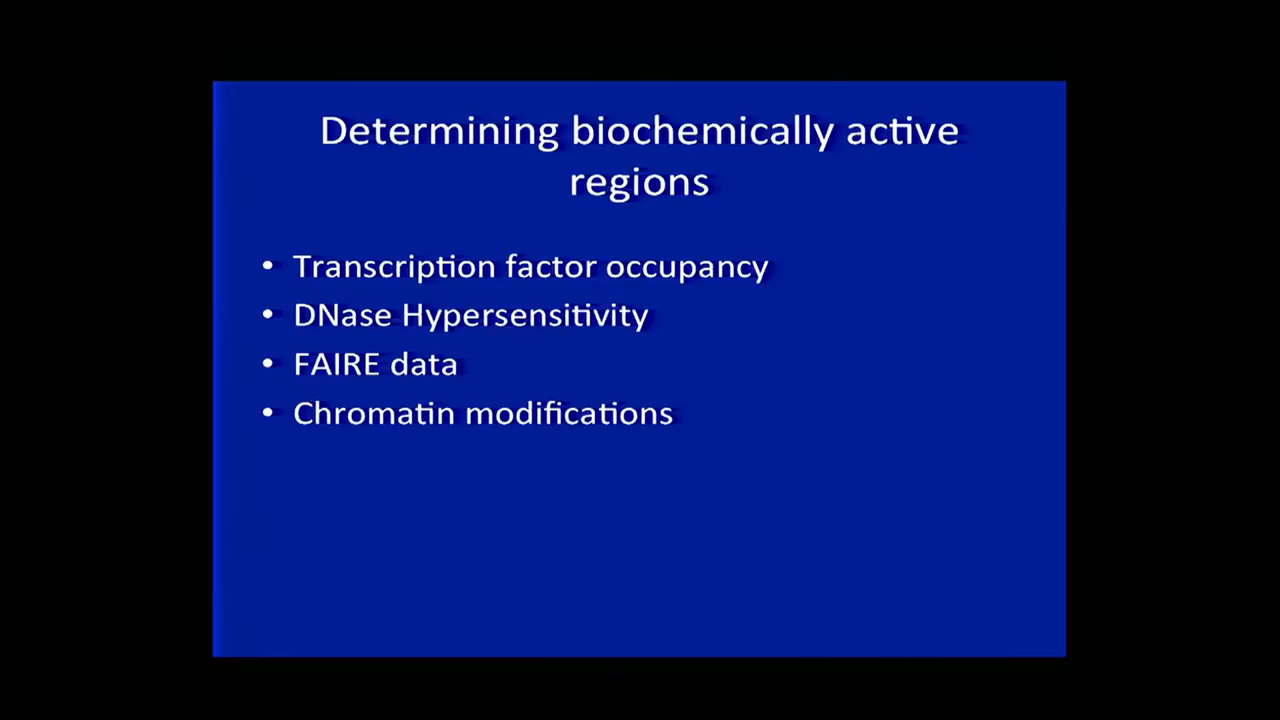 Determining biochemically active
regions
• Transcription factor occupancy
• DNase Hypersensitivity
• FAIRE data
• Chromatin modifications